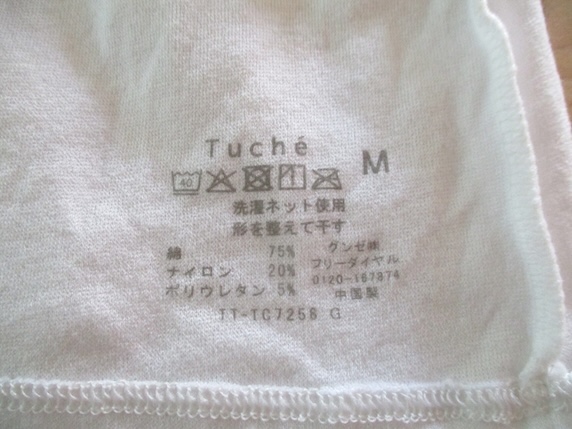 Tuché
M
40
洗濯ネット使用
形を整えて干す
綿 75%
ナイロン 20%
ポリウレタン 5%
グンゼ㈱
フリーダイヤル
0120-167874
中国製
TT-TC7258 G